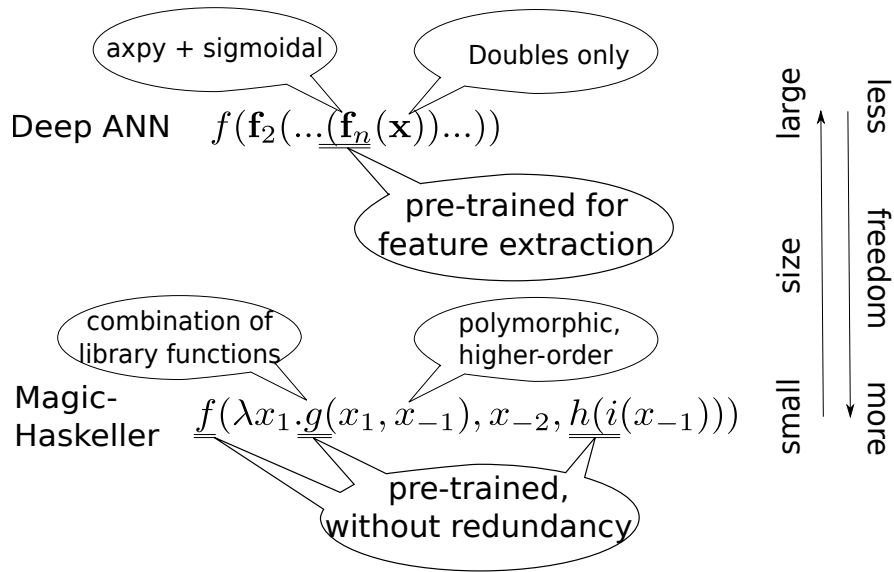 axpy + sigmoidal
Doubles only
Deep ANN
f(f₂(...(fₙ(x))...))
pre-trained for
feature extraction
combination of
library functions
polymorphic,
higher-order
Magic-
Haskeller
f(λx₁.g(x₁, x₋₁), x₋₂, h(i(x₋₁)))
pre-trained,
without redundancy
large
size
small
less
freedom
more